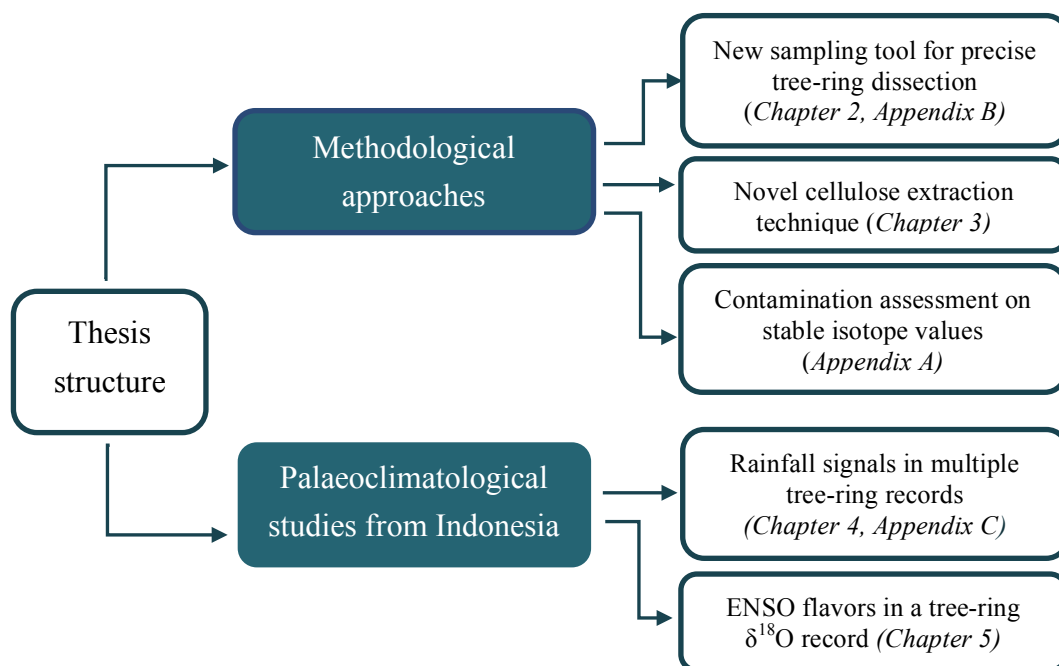 Thesis
structure
Methodological
approaches
New sampling tool for precise
tree-ring dissection
(Chapter 2, Appendix B)
Novel cellulose extraction
technique (Chapter 3)
Contamination assessment on
stable isotope values
(Appendix A)
Palaeoclimatological
studies from Indonesia
Rainfall signals in multiple
tree-ring records
(Chapter 4, Appendix C)
ENSO flavors in a tree-ring
δ¹⁸O record (Chapter 5)